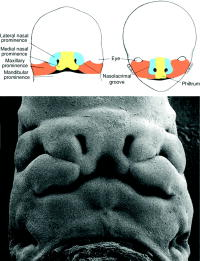 Lateral nasal
prominence
Medial nasal
prominence
Maxillary
prominence
Mandibular
prominence
Eye
Nasolacrimal
groove
Philtrum